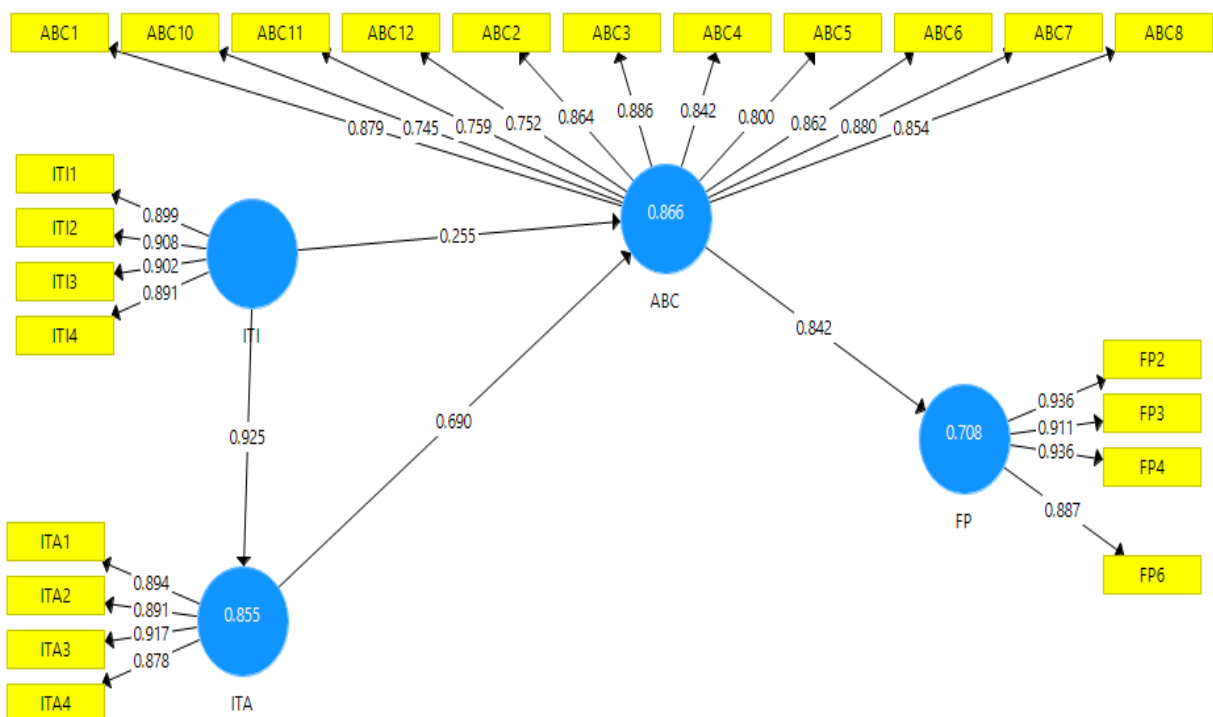 ABC1 ABC10 ABC11 ABC12 ABC2 ABC3 ABC4 ABC5 ABC6 ABC7 ABC8
0.879 0.745 0.759 0.752 0.864 0.886 0.842 0.800 0.862 0.880 0.854
ITI1
0.899
ITI2
0.908
ITI3
0.902
ITI4
0.891
ITI
0.255
0.866
ABC
0.842
0.925
0.690
FP2
0.936
FP3
0.911
FP4
0.936
0.708
FP
0.887
FP6
ITA1
0.894
ITA2
0.891
ITA3
0.917
ITA4
0.878
0.855
ITA